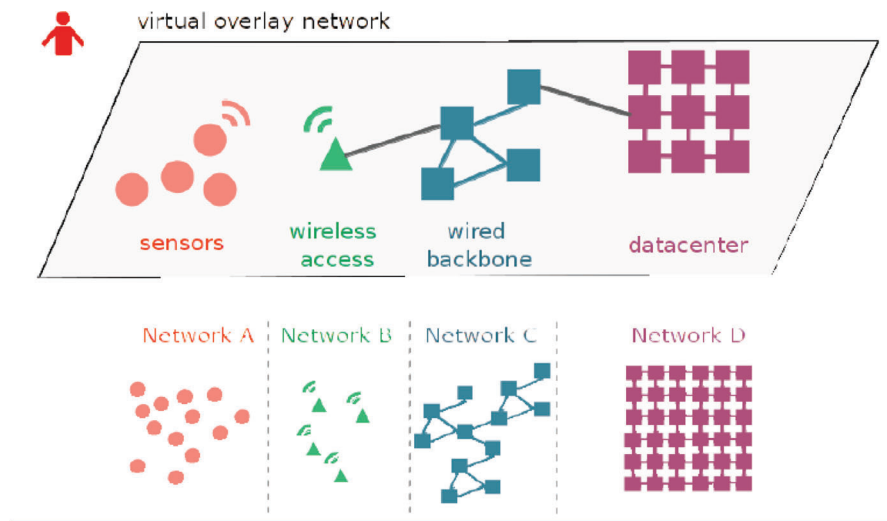 virtual overlay network
sensors
wireless
access
wired
backbone
datacenter
Network A
Network B
Network C
Network D